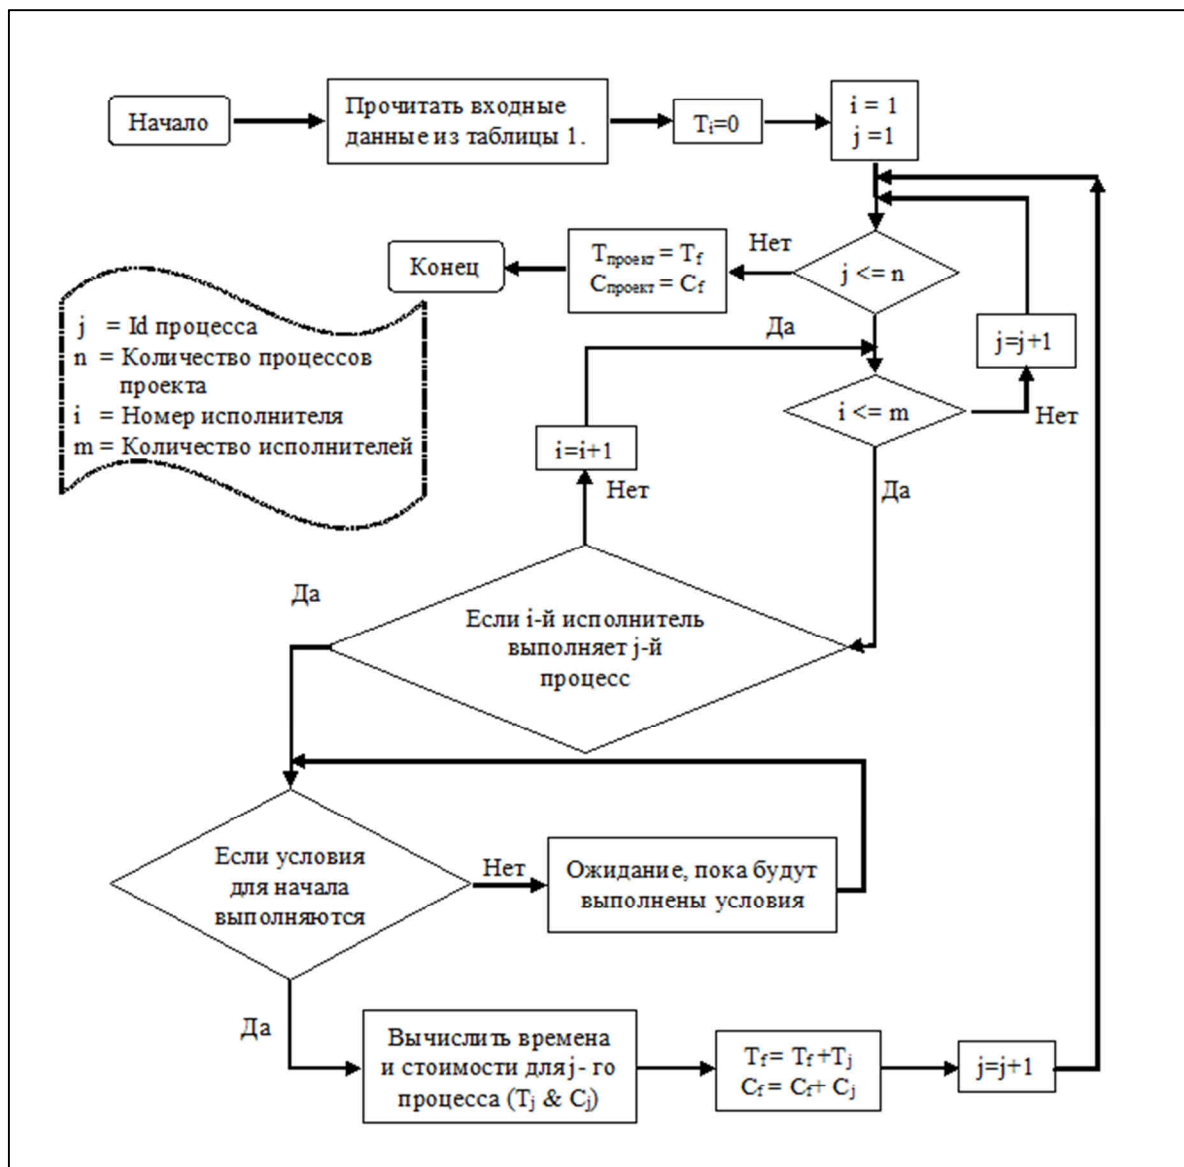 Начало
Прочитать входные
данные из таблицы 1.
Tᵢ=0
i = 1
j =1
Конец
Tпроект = Tf
Cпроект = Cf
Нет
j <= n
Да
j=j+1
j = Id процесса
n = Количество процессов
проекта
i = Номер исполнителя
m = Количество исполнителей
i <= m
Нет
i=i+1
Нет
Да
Да
Если i-й исполнитель
выполняет j-й
процесс
Если условия
для начала
выполняются
Нет
Ожидание, пока будут
выполнены условия
Да
Вычислить времена
и стоимости для j- го
процесса (Tj & Cj)
Tf= Tf+Tj
Cf= Cf+ Cj
j=j+1